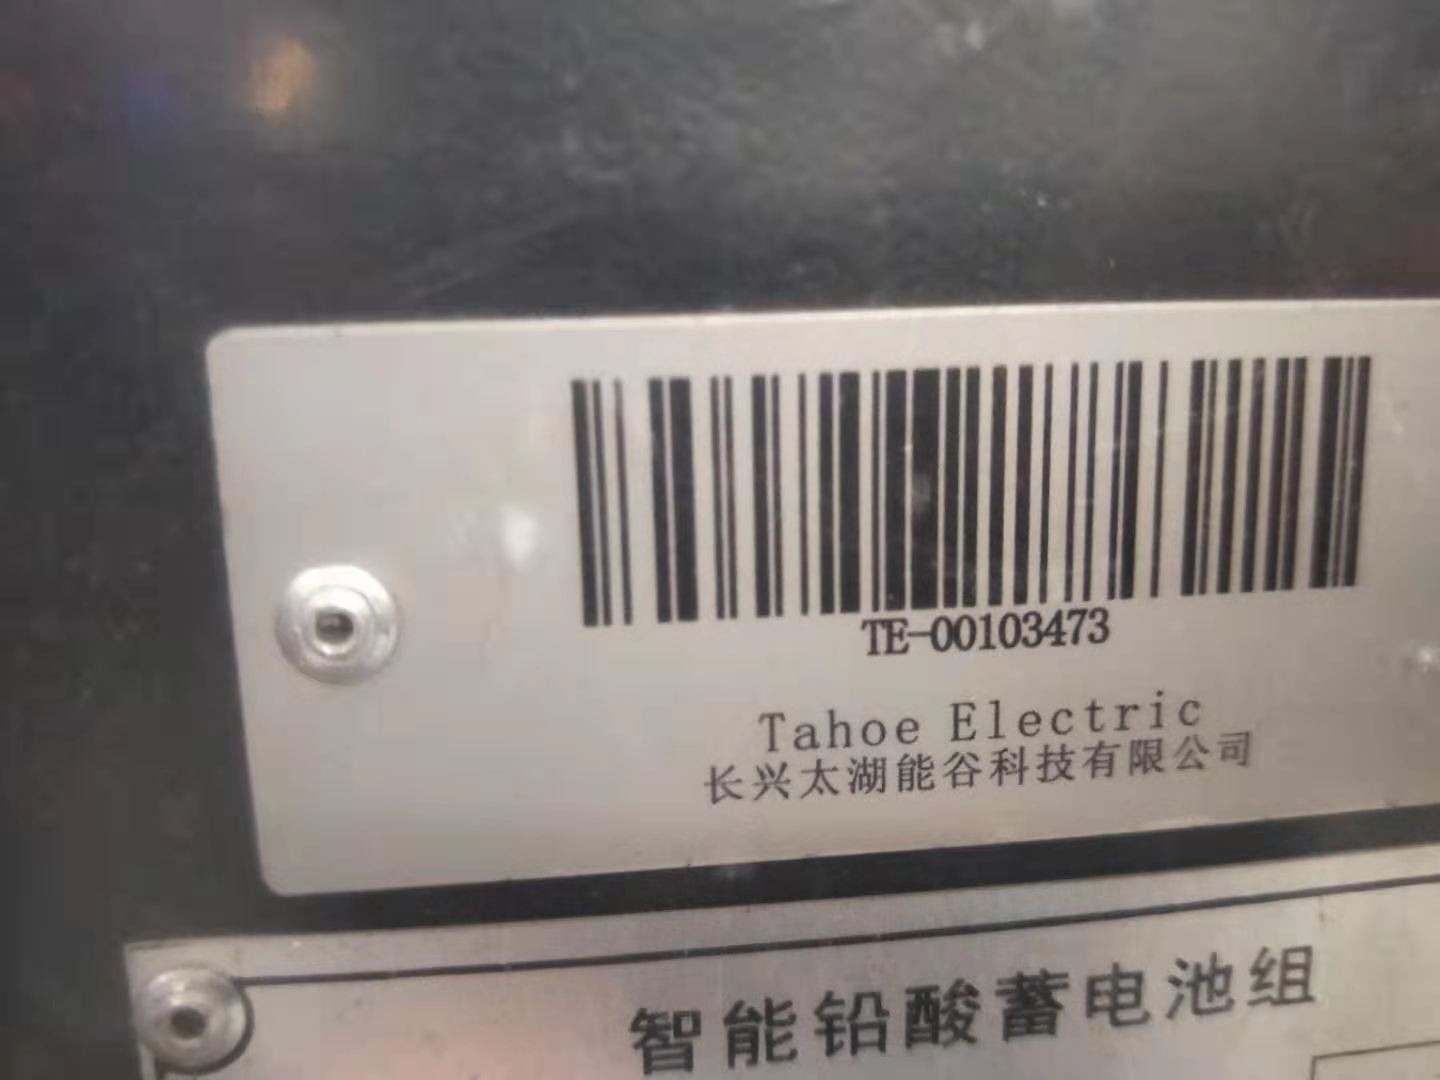 TE-00103473
Tahoe Electric
长兴太湖能谷科技有限公司
智能铅酸蓄电池组